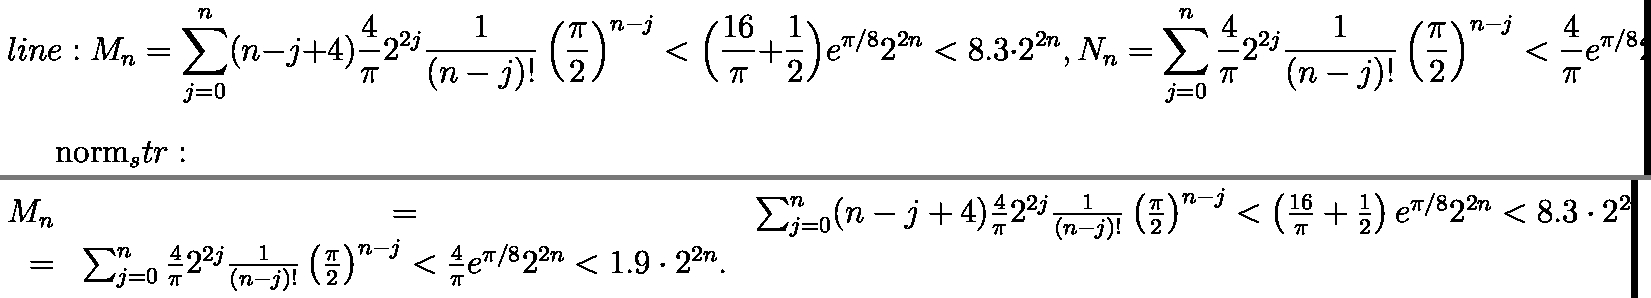 line : M_n = \sum_{j=0}^{n} (n-j+4) \frac{4}{\pi} 2^{2j} \frac{1}{(n-j)!} \left( \frac{\pi}{2} \right)^{n-j} < \left( \frac{16}{\pi} + \frac{1}{2} \right) e^{\pi/8} 2^{2n} < 8.3 \cdot 2^{2n}, N_n = \sum_{j=0}^{n} \frac{4}{\pi} 2^{2j} \frac{1}{(n-j)!} \left( \frac{\pi}{2} \right)^{n-j} < \frac{4}{\pi} e^{\pi/8}
norm_s tr :
M_n = \sum_{j=0}^{n} (n-j+4) \frac{4}{\pi} 2^{2j} \frac{1}{(n-j)!} \left( \frac{\pi}{2} \right)^{n-j} < \left( \frac{16}{\pi} + \frac{1}{2} \right) e^{\pi/8} 2^{2n} < 8.3 \cdot 2^{2
= \sum_{j=0}^{n} \frac{4}{\pi} 2^{2j} \frac{1}{(n-j)!} \left( \frac{\pi}{2} \right)^{n-j} < \frac{4}{\pi} e^{\pi/8} 2^{2n} < 1.9 \cdot 2^{2n}.